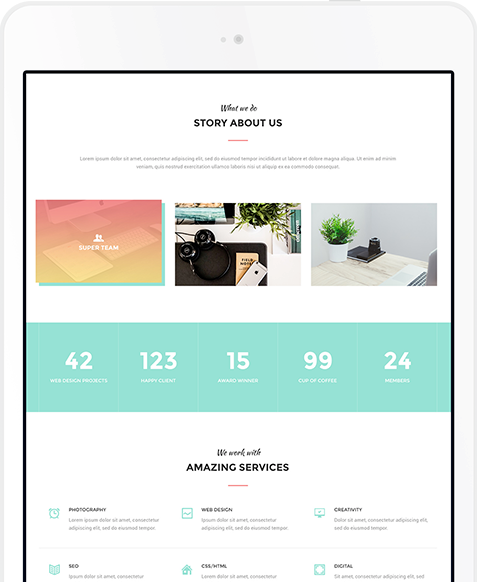 What we do
STORY ABOUT US
Lorem ipsum dolor sit amet, consectetur adipiscing elit, sed do eiusmod tempor incididunt ut labore et dolore magna aliqua. Ut enim ad minim
veniam, quis nostrud exercitation ullamco laboris nisi ut aliquip ex ea commodo consequat.
SUPER TEAM
FIELD
NOTES
42
123
15
99
24
WEB DESIGN PROJECTS
HAPPY CLIENT
AWARD WINNER
CUP OF COFFEE
MEMBERS
We work with
AMAZING SERVICES
PHOTOGRAPHY
Lorem ipsum dolor sit amet, consectetur
adipiscing elit, sed do eiusmod tempor.
WEB DESIGN
Ipsum dolor sit amet, consectetur
adipiscing elit, sed do eiusmod tempor.
CREATIVITY
Dolor sit amet, consectetur adipiscing elit,
sed do eiusmod tempor.
SEO
Lorem ipsum dolor sit amet, consectetur
CSS/HTML
Ipsum dolor sit amet, consectetur
DIGITAL
Sit amet, consectetur adipiscing elit, sed do